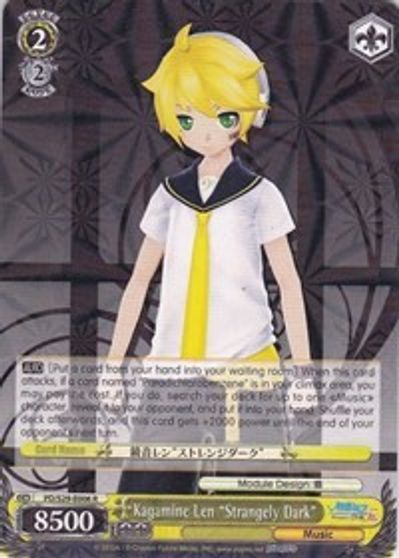 2
2
[AUTO] [Put a card from your hand into your waiting room] When this card
attacks, if a card named "Paradichlorobenzene" is in your climax area, you
may pay cost. If you do, search your deck for up to one «Music»
character, reveal it to your opponent, and put it into your hand. Shuffle your
deck afterwards, and this card gets +2000 power until the end of your
opponent's next turn.
Card Name
鏡音レン"ストレンジダーク"
Module Design:
PD/S29-E006 R
8500
"Kagamine Len "Strangely Dark"
Music